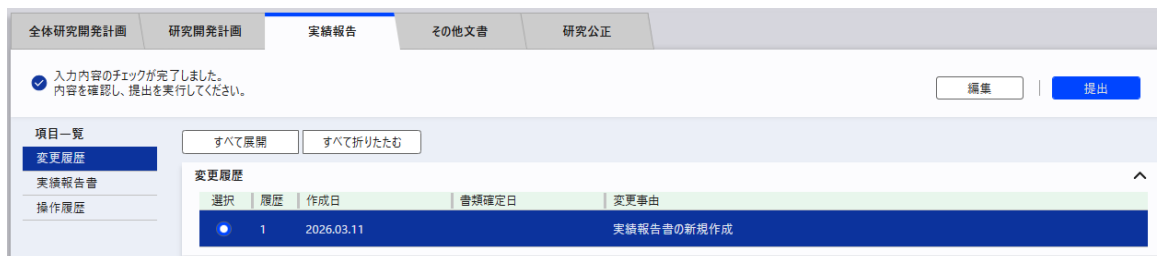 全体研究開発計画 研究開発計画 実績報告 その他文書 研究公正
入力内容のチェックが完了しました。
内容を確認し、提出を実行してください。
編集 提出
項目一覧
変更履歴
実績報告書
操作履歴
すべて展開 すべて折りたたむ
変更履歴
選択 履歴 作成日 書類確定日 変更事由
1 2026.03.11 実績報告書の新規作成